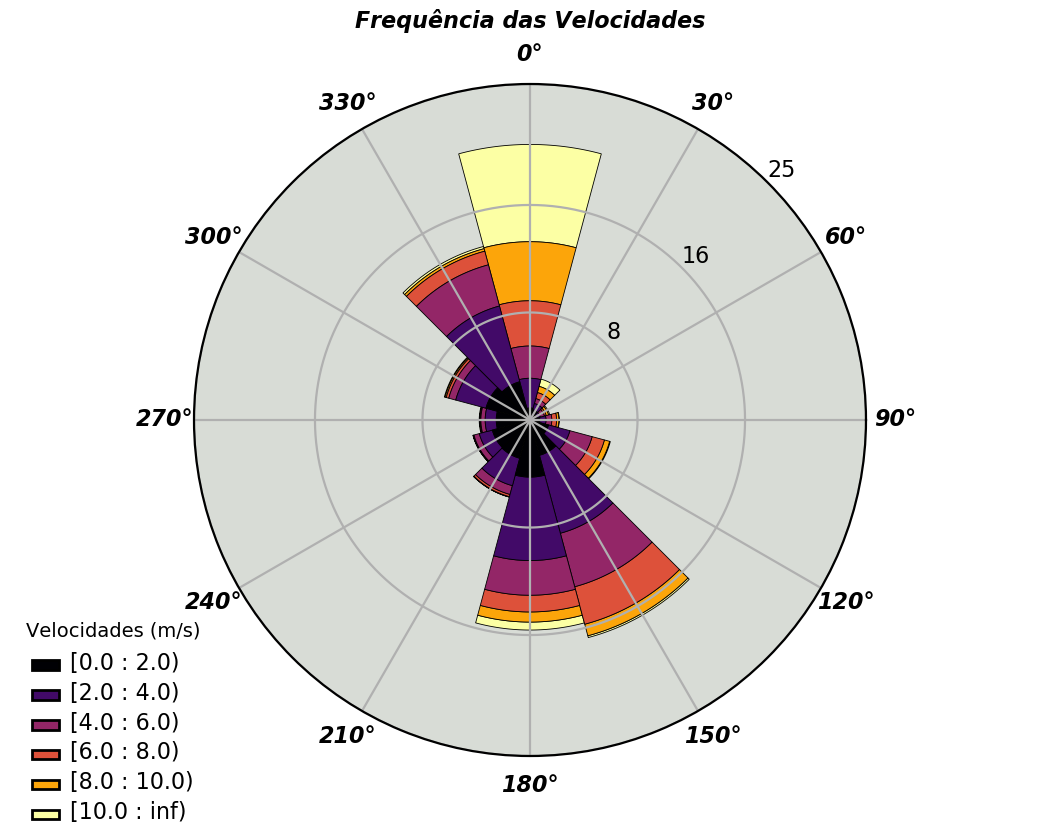 Frequência das Velocidades
0°
330°
30°
25
300°
60°
16
8
270°
90°
240°
120°
210°
150°
180°
Velocidades (m/s)
[0.0 : 2.0)
[2.0 : 4.0)
[4.0 : 6.0)
[6.0 : 8.0)
[8.0 : 10.0)
[10.0 : inf)